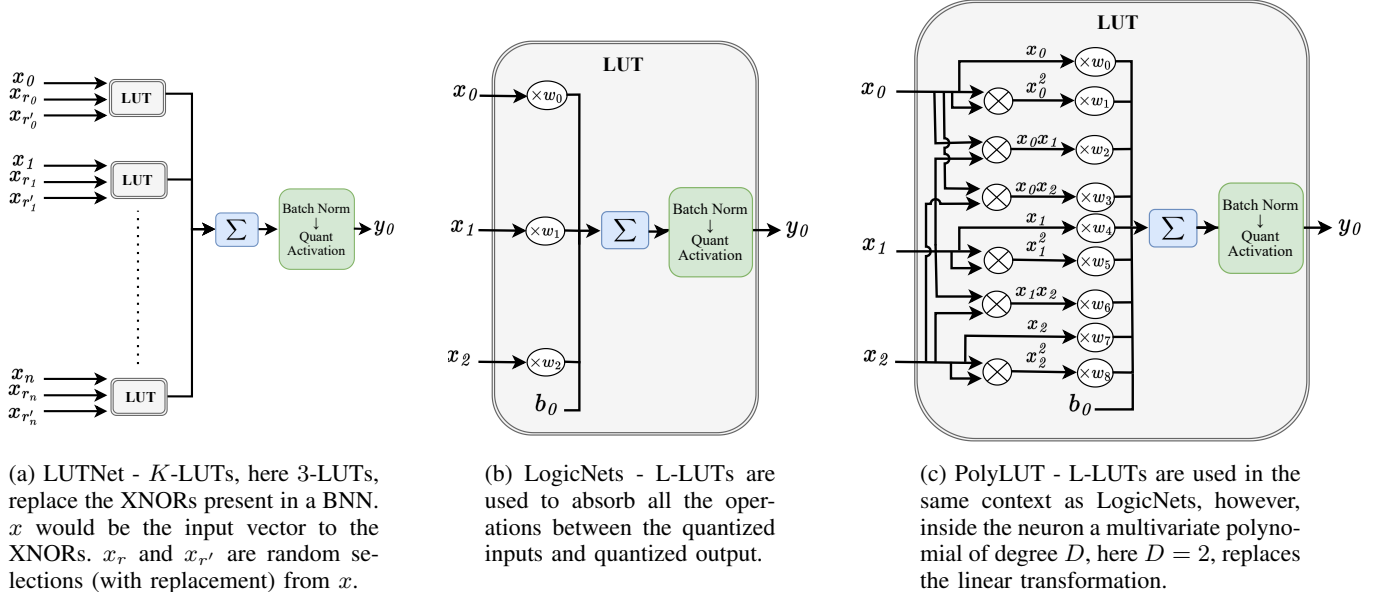 x0
xr0
xr'0
LUT
x1
xr1
xr'1
LUT
xn
xrn
xr'n
LUT
∑
Batch Norm
↓
Quant
Activation
y0
(a) LUTNet - K-LUTs, here 3-LUTs,
replace the XNORs present in a BNN.
x would be the input vector to the
XNORs. xr and xr' are random se-
lections (with replacement) from x.
LUT
x0
×w0
x1
×w1
x2
×w2
b0
∑
Batch Norm
↓
Quant
Activation
y0
(b) LogicNets - L-LUTs are
used to absorb all the oper-
ations between the quantized
inputs and quantized output.
LUT
x0
x0
×w0
x0^2
×w1
x0x1
×w2
x0x2
×w3
x1
x1
×w4
x1^2
×w5
x1x2
×w6
x2
x2
×w7
x2^2
×w8
b0
∑
Batch Norm
↓
Quant
Activation
y0
(c) PolyLUT - L-LUTs are used in the
same context as LogicNets, however,
inside the neuron a multivariate polyno-
mial of degree D, here D = 2, replaces
the linear transformation.